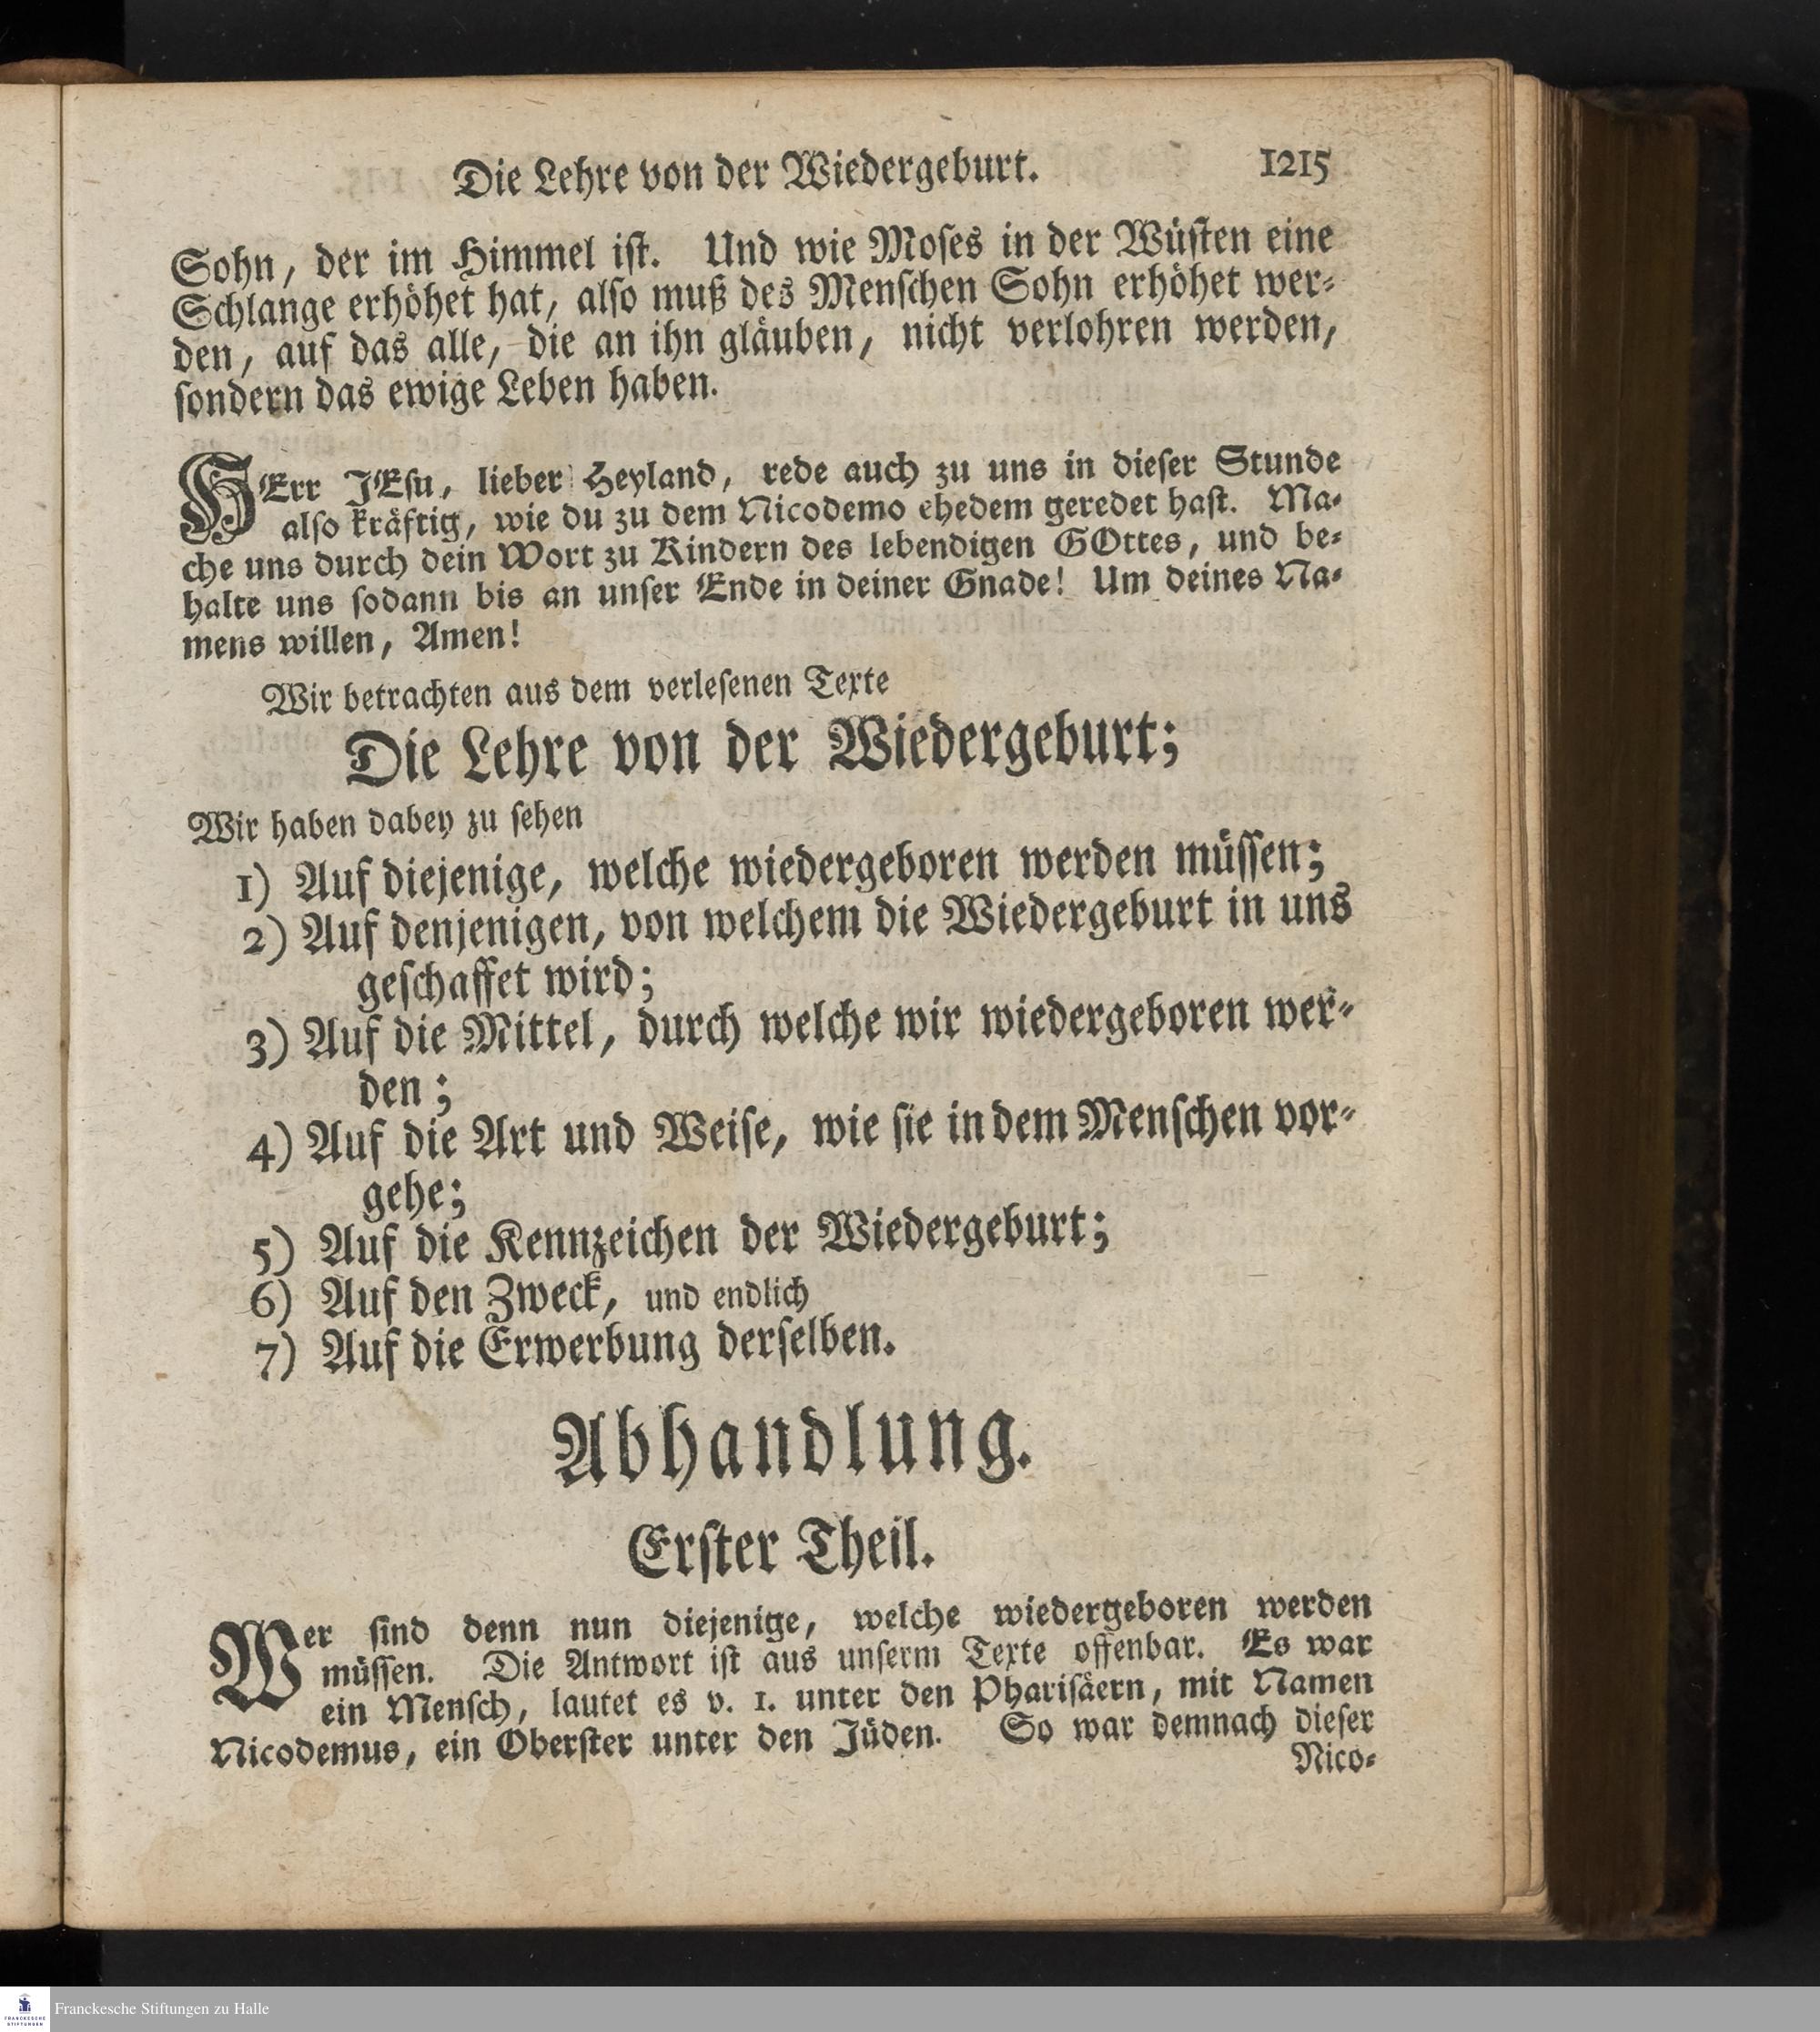 Die Lehre von der Wiedergeburt. 1215
Sohn, der im Himmel ist. Und wie Moses in der Wüsten eine
Schlange erhöhet hat, also muß des Menschen Sohn erhöhet wer-
den, auf das alle, die an ihn gläuben, nicht verlohren werden,
sondern das ewige Leben haben.
HErr JEsu, lieber Heyland, rede auch zu uns in dieser Stunde
also kräftig, wie du zu dem Nicodemo ehedem geredet hast. Ma-
che uns durch dein Wort zu Kindern des lebendigen GOttes, und be-
halte uns sodann bis an unser Ende in deiner Gnade! Um deines Na-
mens willen, Amen!
Wir betrachten aus dem verlesenen Texte
Die Lehre von der Wiedergeburt;
Wir haben dabey zu sehen
1) Auf diejenige, welche wiedergeboren werden müssen;
2) Auf denjenigen, von welchem die Wiedergeburt in uns
geschaffet wird;
3) Auf die Mittel, durch welche wir wiedergeboren wer-
den;
4) Auf die Art und Weise, wie sie in dem Menschen vor-
gehe;
5) Auf die Kennzeichen der Wiedergeburt;
6) Auf den Zweck, und endlich
7) Auf die Erwerbung derselben.
Abhandlung.
Erster Theil.
Wer sind denn nun diejenige, welche wiedergeboren werden
müssen. Die Antwort ist aus unserm Texte offenbar. Es war
ein Mensch, lautet es v. 1. unter den Pharisäern, mit Namen
Nicodemus, ein Oberster unter den Jüden. So war demnach dieser
Nico-
FRANCKESCHE
STIFTUNGEN
Franckesche Stiftungen zu Halle